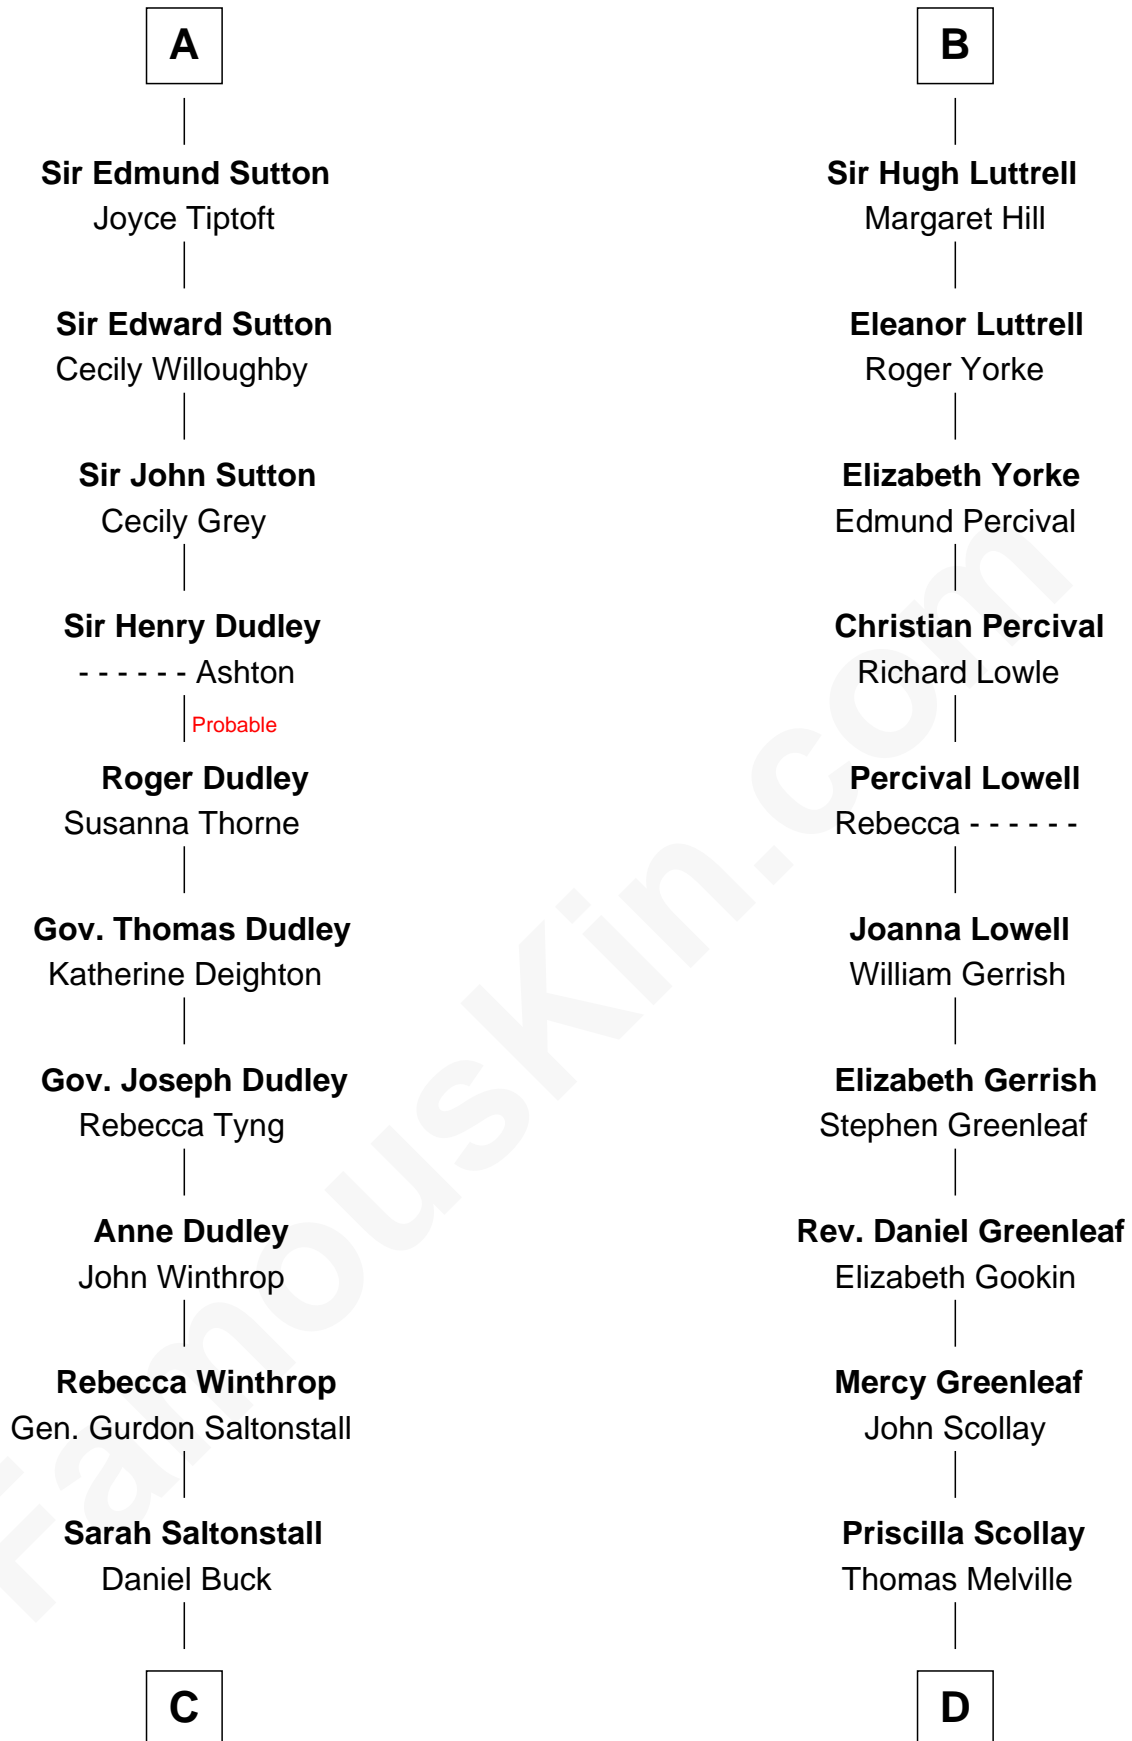 A
Sir Edmund Sutton
Joyce Tiptoft
Sir Edward Sutton
Cecily Willoughby
Sir John Sutton
Cecily Grey
Sir Henry Dudley
- - - - - - Ashton
Probable
Roger Dudley
Susanna Thorne
Gov. Thomas Dudley
Katherine Deighton
Gov. Joseph Dudley
Rebecca Tyng
Anne Dudley
John Winthrop
Rebecca Winthrop
Gen. Gurdon Saltonstall
Sarah Saltonstall
Daniel Buck
C
B
Sir Hugh Luttrell
Margaret Hill
Eleanor Luttrell
Roger Yorke
Elizabeth Yorke
Edmund Percival
Christian Percival
Richard Lowle
Percival Lowell
Rebecca - - - - - -
Joanna Lowell
William Gerrish
Elizabeth Gerrish
Stephen Greenleaf
Rev. Daniel Greenleaf
Elizabeth Gookin
Mercy Greenleaf
John Scollay
Priscilla Scollay
Thomas Melville
D
FamousKin.com